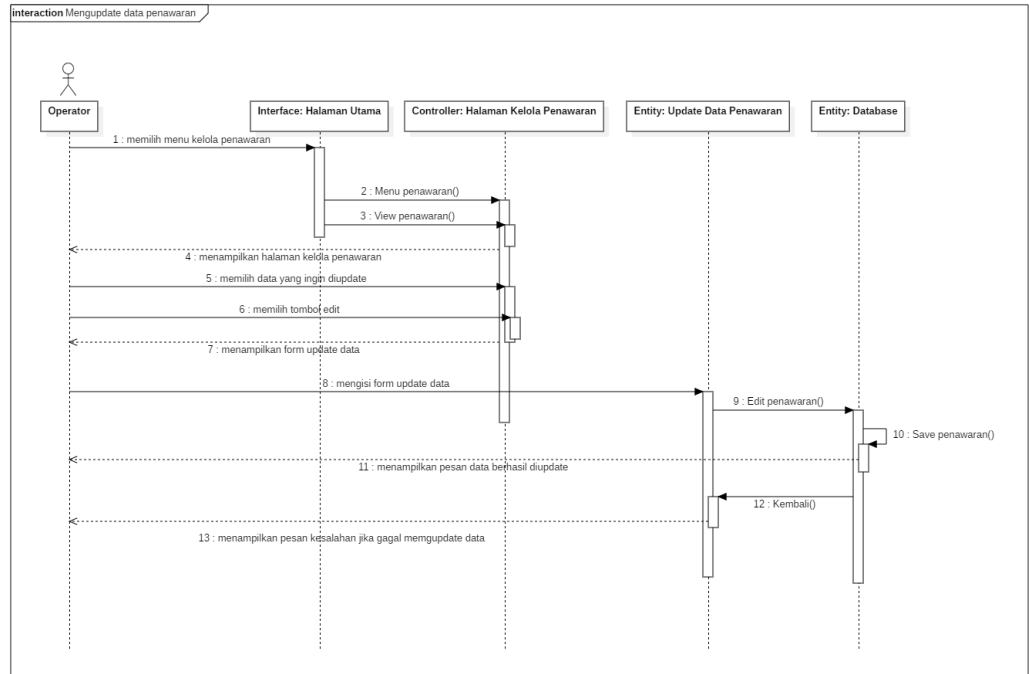 interaction Mengupdate data penawaran
Operator
Interface: Halaman Utama
Controller: Halaman Kelola Penawaran
Entity: Update Data Penawaran
Entity: Database
1 : memilih menu kelola penawaran
2 : Menu penawaran()
3 : View penawaran()
4 : menampilkan halaman kelola penawaran
5 : memilih data yang ingin diupdate
6 : memilih tombol edit
7 : menampilkan form update data
8 : mengisi form update data
9 : Edit penawaran()
10 : Save penawaran()
11 : menampilkan pesan data berhasil diupdate
12 : Kembali()
13 : menampilkan pesan kesalahan jika gagal memgupdate data